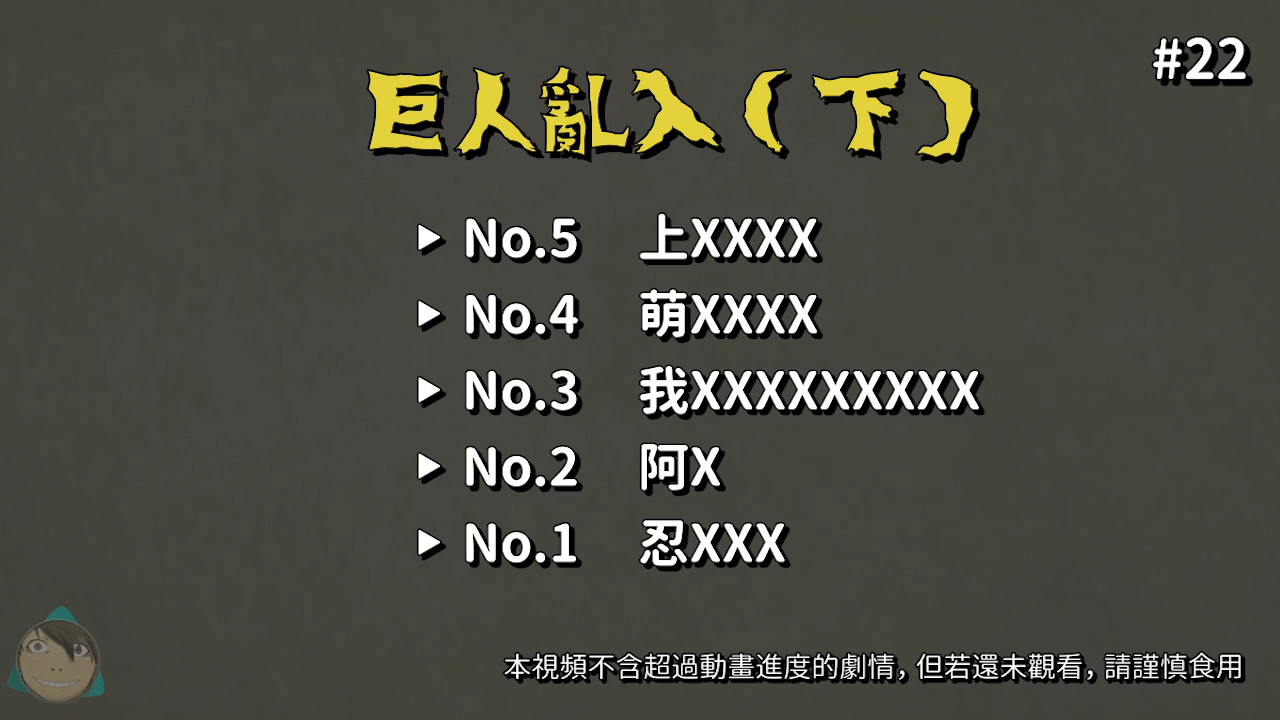 #22
巨人亂入(下)
▶ No.5 上XXXX
▶ No.4 萌XXXX
▶ No.3 我XXXXXXXXX
▶ No.2 阿X
▶ No.1 忍XXX
本視頻不含超過動畫進度的劇情，但若還未觀看，請謹慎食用